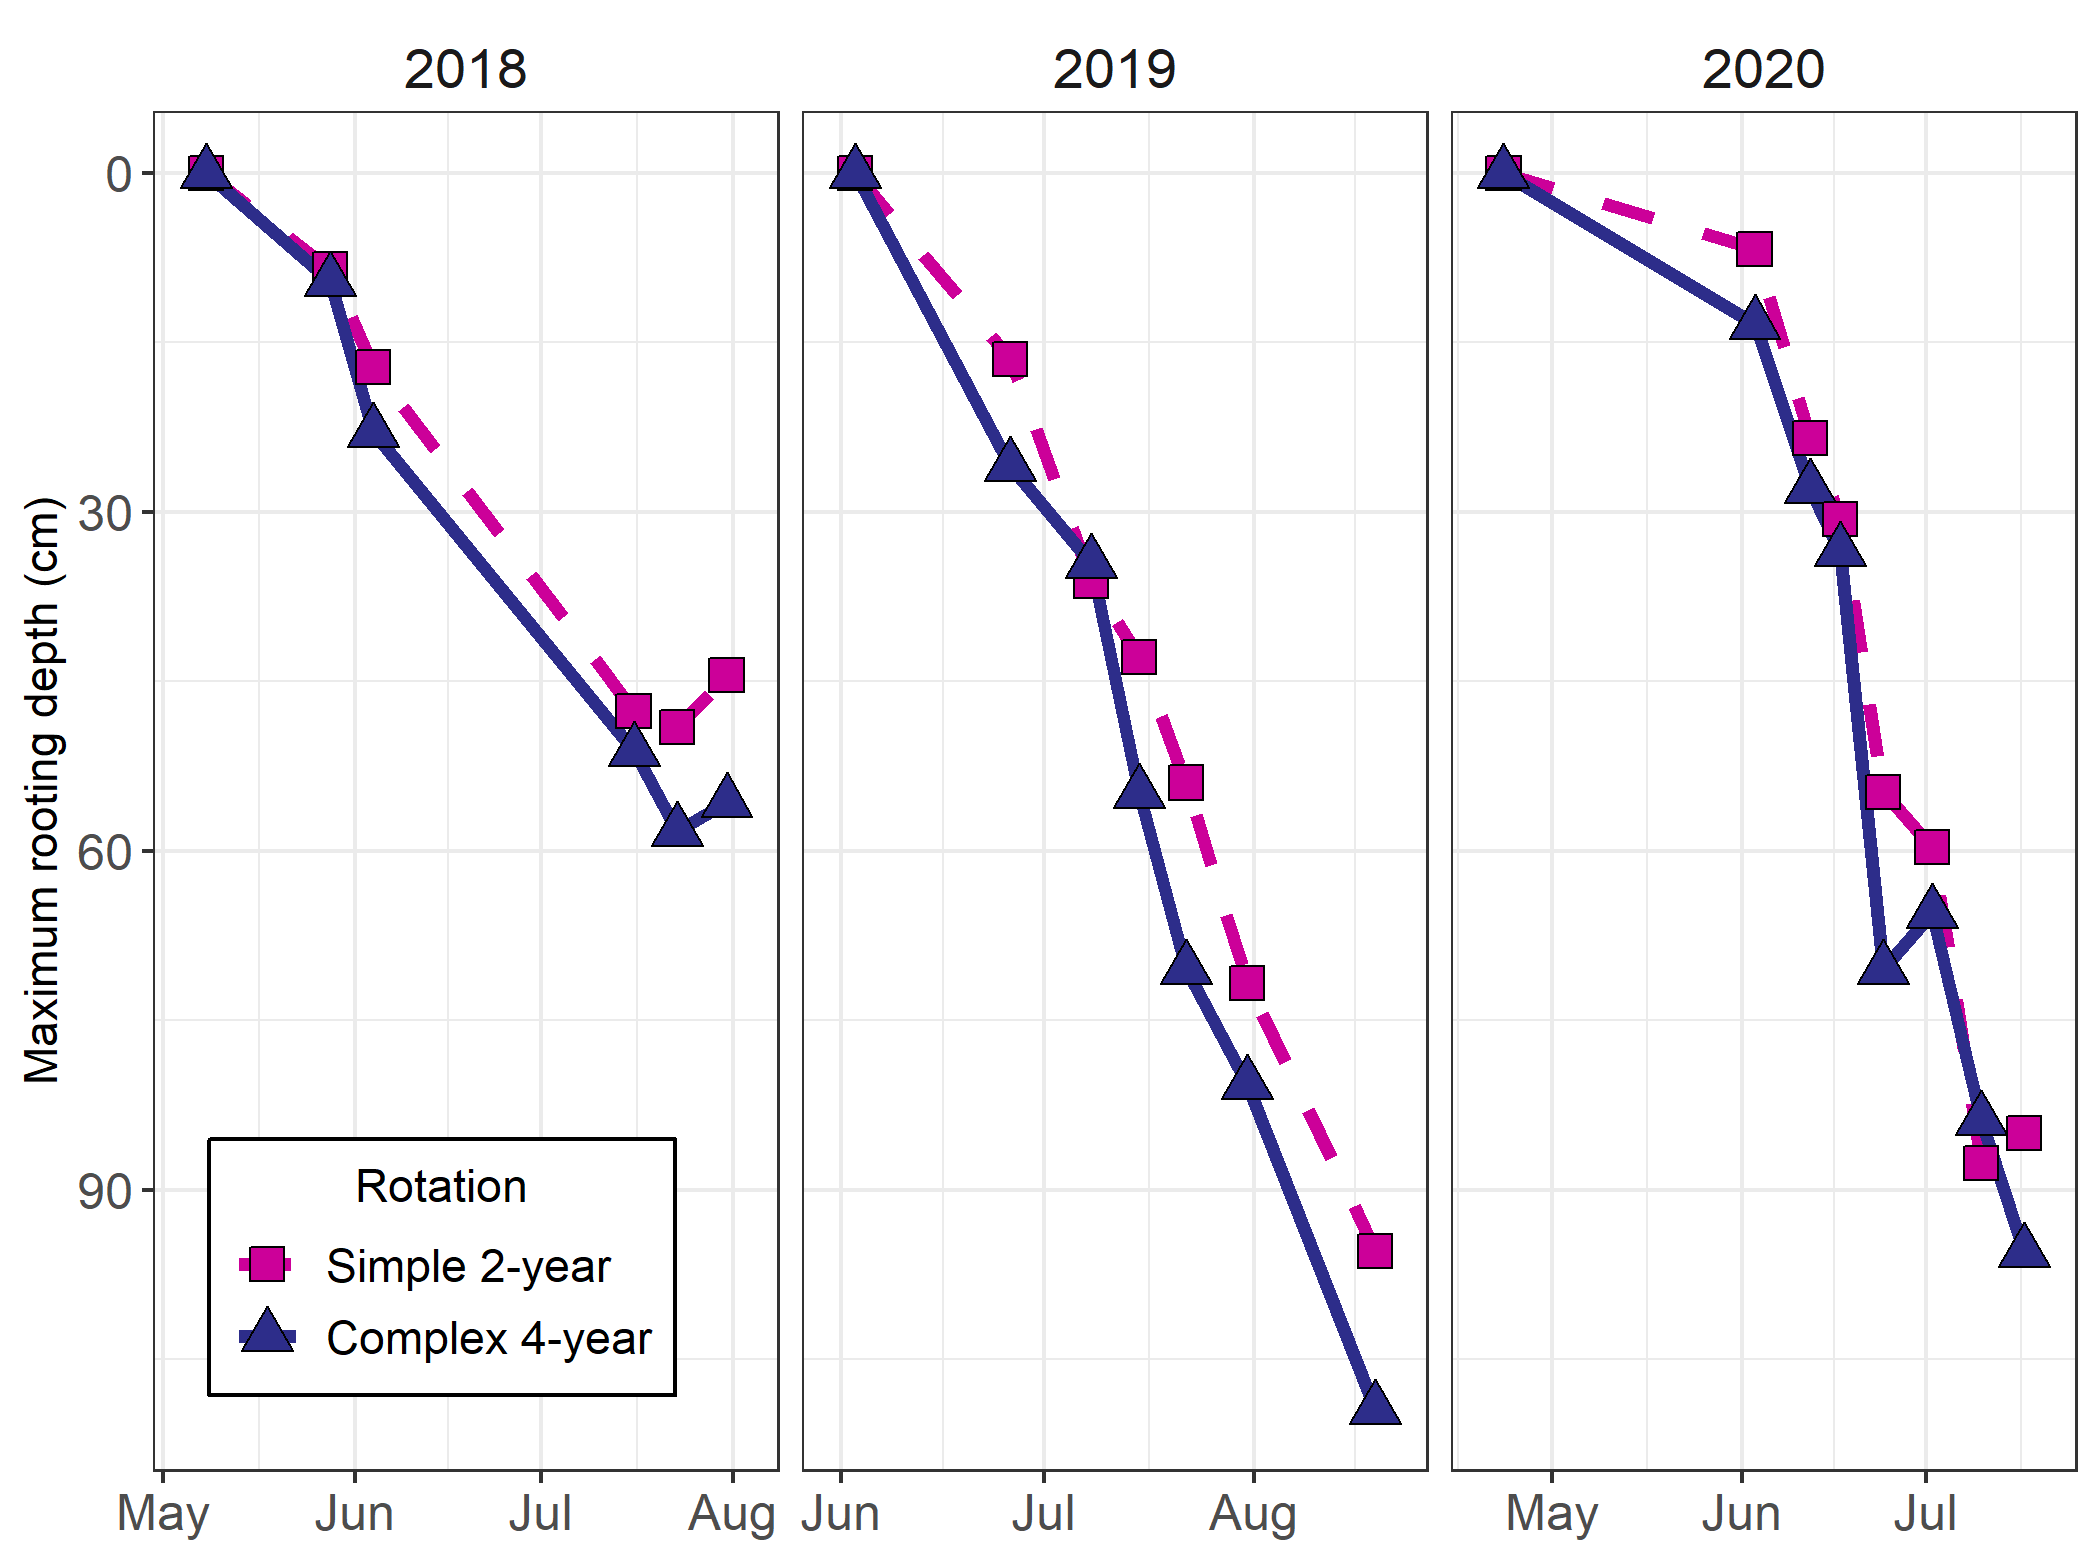 2018 2019 2020
Maximum rooting depth (cm)
0
30
60
90
Rotation
Simple 2-year
Complex 4-year
May Jun Jul Aug Jun Jul Aug May Jun Jul